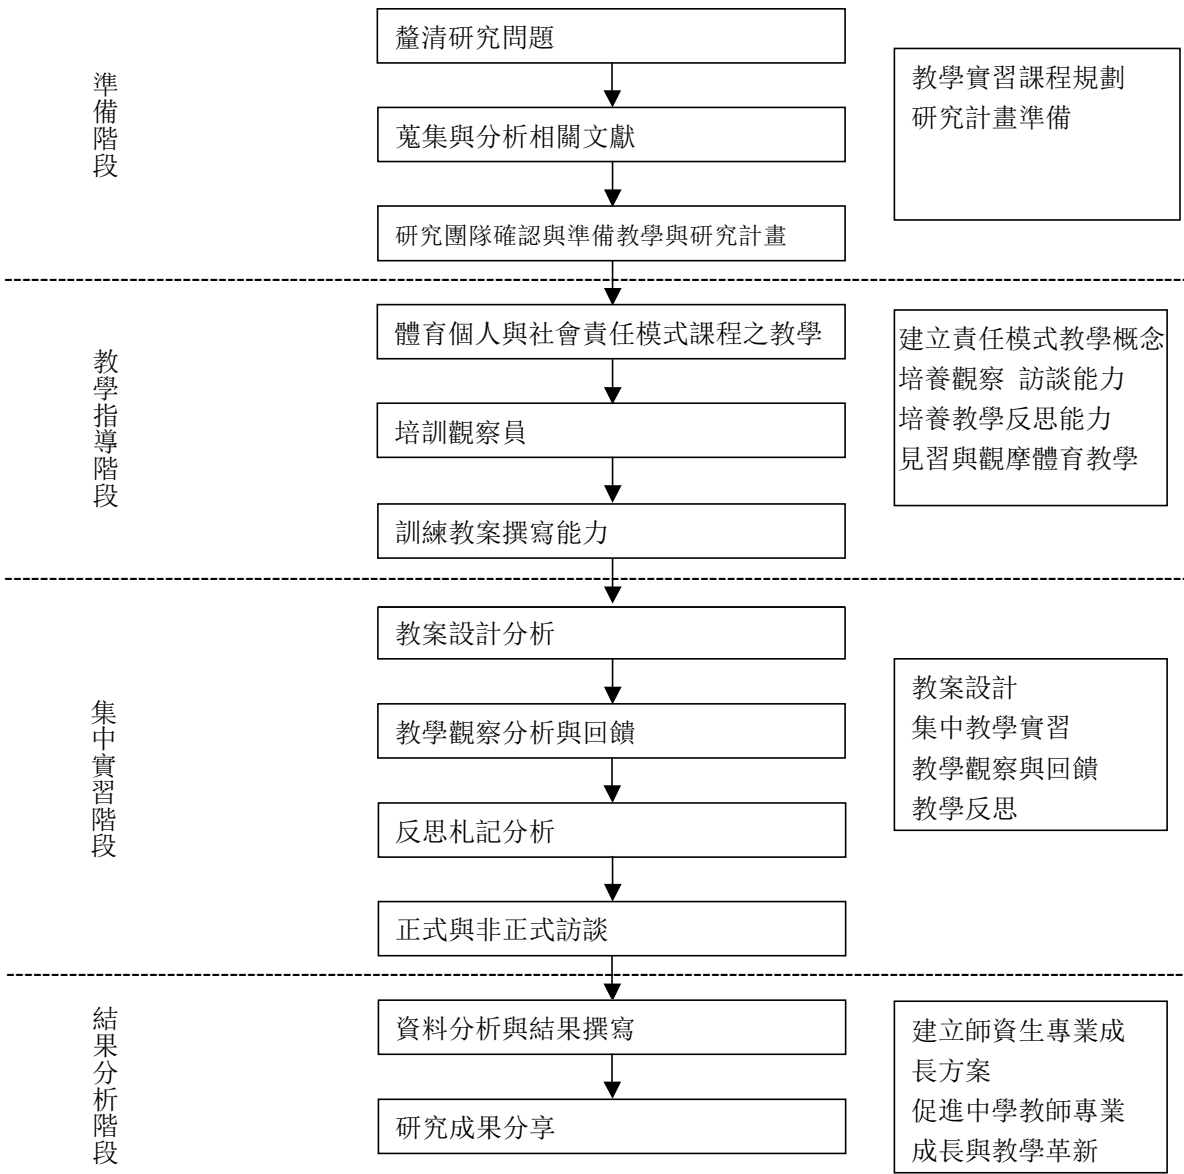 準備階段
釐清研究問題
蒐集與分析相關文獻
研究團隊確認與準備教學與研究計畫
教學實習課程規劃
研究計畫準備
教學指導階段
體育個人與社會責任模式課程之教學
培訓觀察員
訓練教案撰寫能力
建立責任模式教學概念
培養觀察 訪談能力
培養教學反思能力
見習與觀摩體育教學
集中實習階段
教案設計分析
教學觀察分析與回饋
反思札記分析
正式與非正式訪談
教案設計
集中教學實習
教學觀察與回饋
教學反思
結果分析階段
資料分析與結果撰寫
研究成果分享
建立師資生專業成
長方案
促進中學教師專業
成長與教學革新